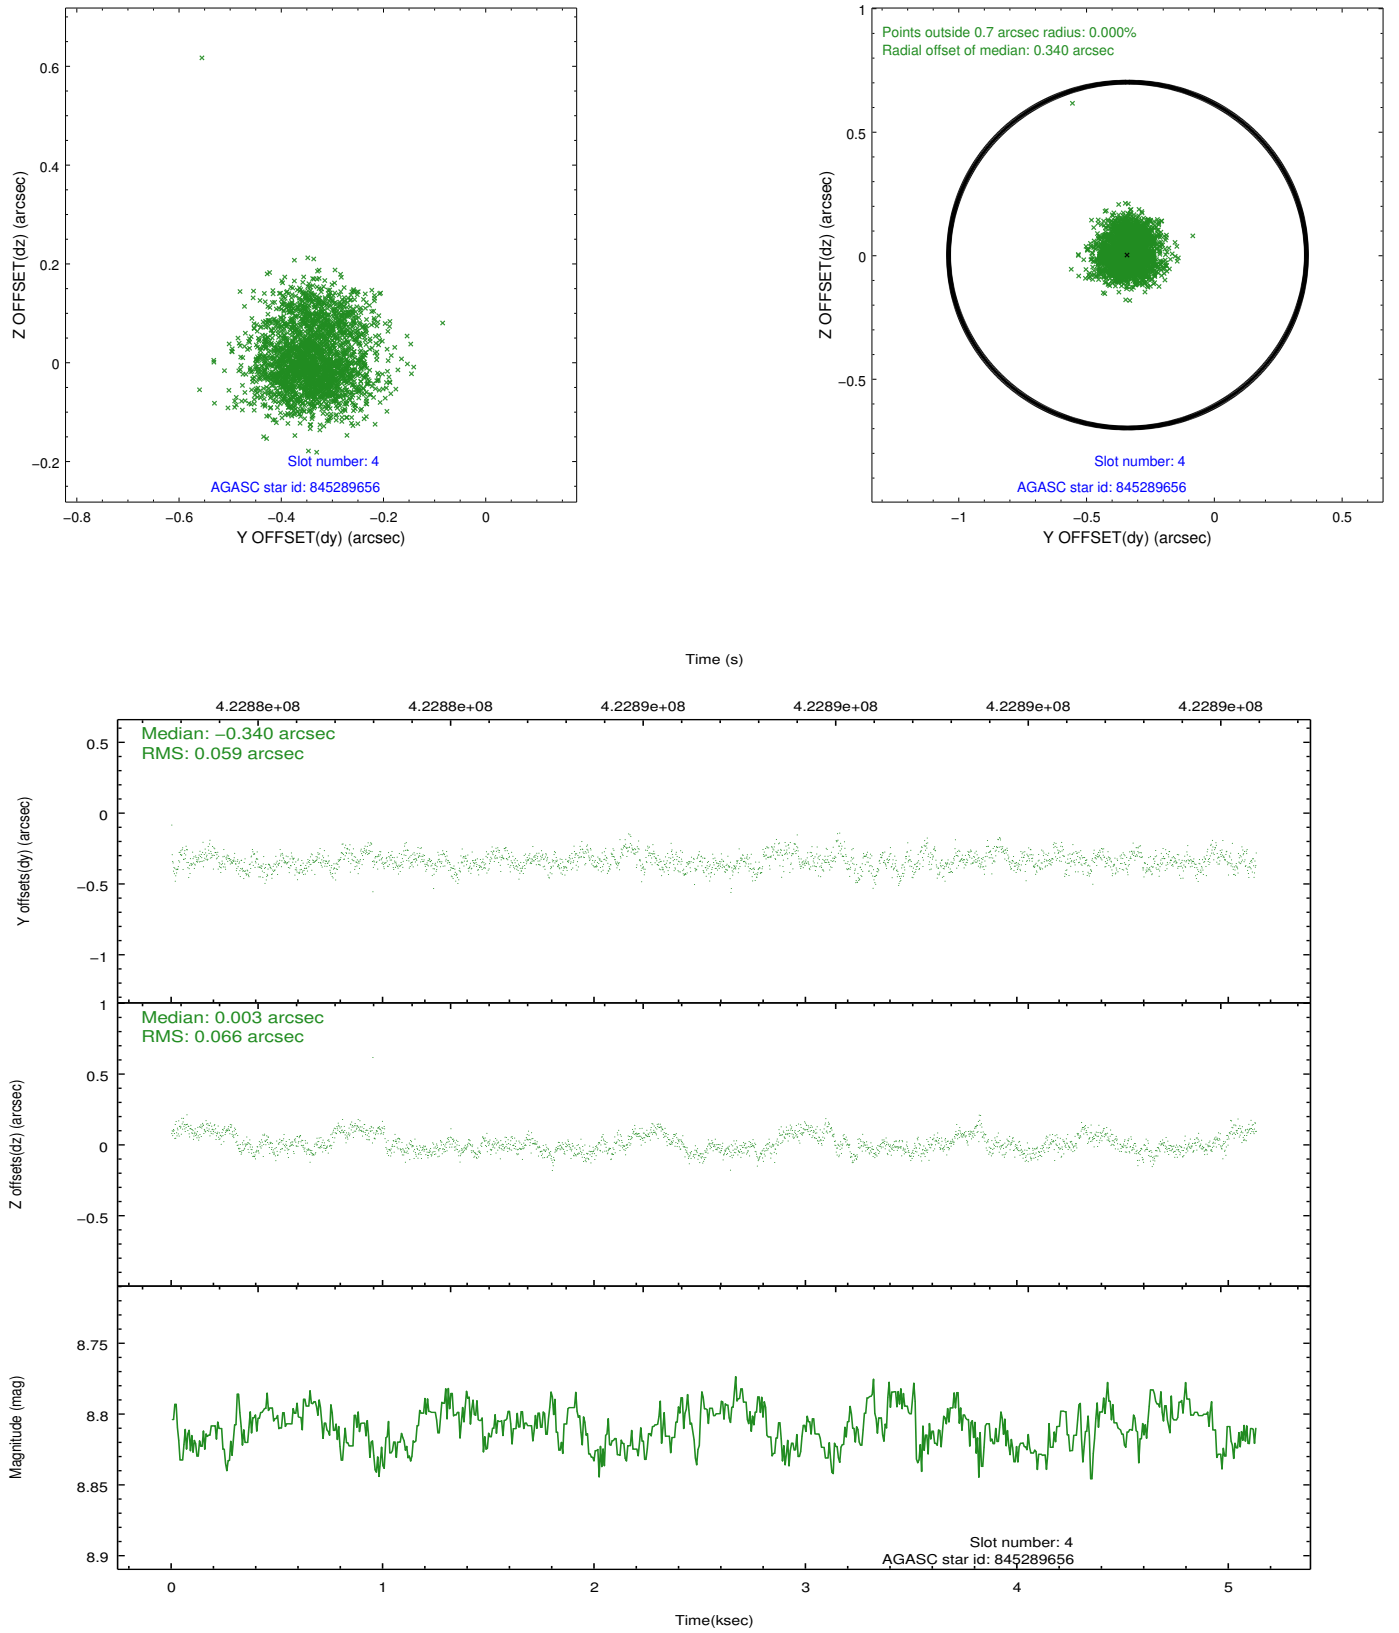 0.6
0.4
0.2
0
−0.2
Z OFFSET(dz) (arcsec)
Slot number: 4
AGASC star id: 845289656
−0.8 −0.6 −0.4 −0.2 0
Y OFFSET(dy) (arcsec)
1
0.5
0
−0.5
Z OFFSET(dz) (arcsec)
Points outside 0.7 arcsec radius: 0.000%
Radial offset of median: 0.340 arcsec
Slot number: 4
AGASC star id: 845289656
−1 −0.5 0 0.5
Y OFFSET(dy) (arcsec)
Time (s)
4.2288e+08 4.2288e+08 4.2289e+08 4.2289e+08 4.2289e+08 4.2289e+08
Median: −0.340 arcsec
RMS: 0.059 arcsec
0.5
0
−0.5
−1
Y offsets(dy) (arcsec)
Median: 0.003 arcsec
RMS: 0.066 arcsec
1
0.5
0
−0.5
Z offsets(dz) (arcsec)
8.75
8.8
8.85
8.9
Magnitude (mag)
Slot number: 4
AGASC star id: 845289656
0 1 2 3 4 5
Time(ksec)